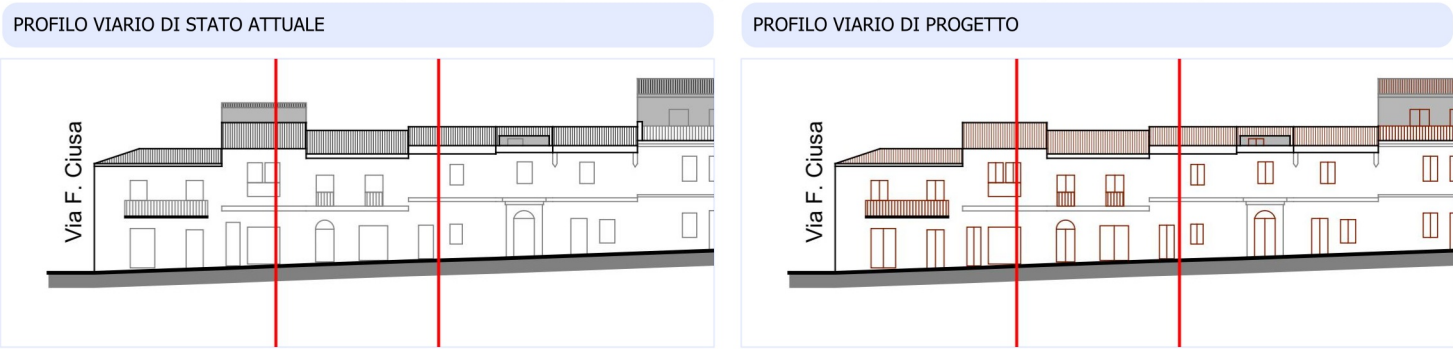 PROFILO VIARIO DI STATO ATTUALE
Via F. Ciusa
PROFILO VIARIO DI PROGETTO
Via F. Ciusa